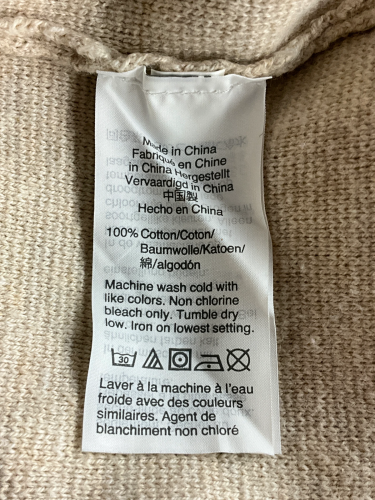 Made in China
Fabriqué en Chine
in China Hergestellt
Vervaardigd in China
中国製
Hecho en China
100% Cotton/Coton/
Baumwolle/Katoen/
綿/algodón
Machine wash cold with
like colors. Non chlorine
bleach only. Tumble dry
low. Iron on lowest setting.
30
Laver à la machine à l'eau
froide avec des couleurs
similaires. Agent de
blanchiment non chloré